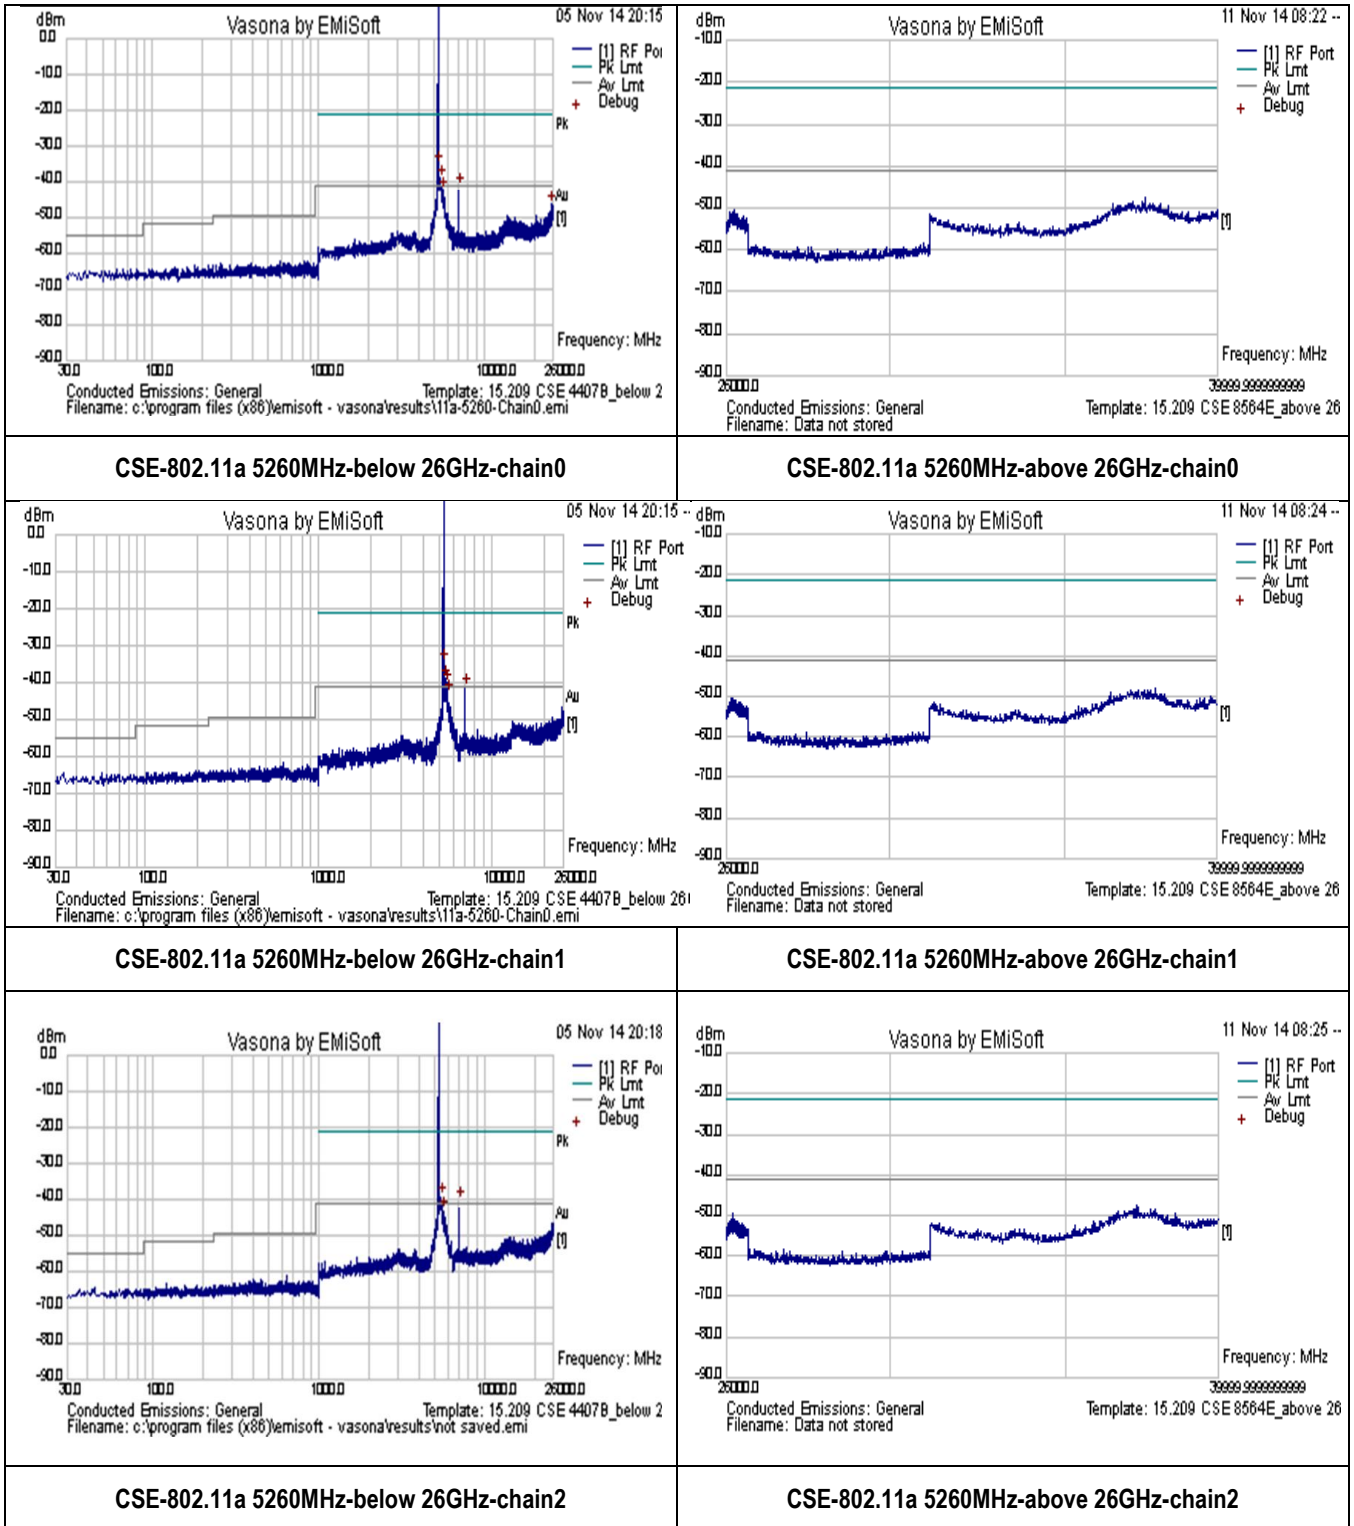 dBm
Vasona by EMiSoft
05 Nov 14 20:15
0.0
-10.0
-20.0
-30.0
-40.0
-50.0
-60.0
-70.0
-80.0
-90.0
[1] RF Por
Pk Lmt
Av Lmt
Debug
Pk
Av
[1]
Frequency: MHz
30.0 100.0 1000.0 10000.0 26000.0
Conducted Emissions: General Template: 15.209 CSE 4407B_below 2
Filename: c:\program files (x86)\emisoft - vasona\results\11a-5260-Chain0.emi
dBm
Vasona by EMiSoft
11 Nov 14 08:22 --
-10.0
-20.0
-30.0
-40.0
-50.0
-60.0
-70.0
-80.0
-90.0
[1] RF Port
Pk Lmt
Av Lmt
Debug
[1]
Frequency: MHz
26000.0 39999.9999999999
Conducted Emissions: General Template: 15.209 CSE 8564E_above 26
Filename: Data not stored
CSE-802.11a 5260MHz-below 26GHz-chain0
CSE-802.11a 5260MHz-above 26GHz-chain0
dBm
Vasona by EMiSoft
05 Nov 14 20:15 --
0.0
-10.0
-20.0
-30.0
-40.0
-50.0
-60.0
-70.0
-80.0
-90.0
[1] RF Port
Pk Lmt
Av Lmt
Debug
Pk
Av
[1]
Frequency: MHz
30.0 100.0 1000.0 10000.0 26000.0
Conducted Emissions: General Template: 15.209 CSE 4407B_below 26
Filename: c:\program files (x86)\emisoft - vasona\results\11a-5260-Chain0.emi
dBm
Vasona by EMiSoft
11 Nov 14 08:24 --
-10.0
-20.0
-30.0
-40.0
-50.0
-60.0
-70.0
-80.0
-90.0
[1] RF Port
Pk Lmt
Av Lmt
Debug
[1]
Frequency: MHz
26000.0 39999.9999999999
Conducted Emissions: General Template: 15.209 CSE 8564E_above 26
Filename: Data not stored
CSE-802.11a 5260MHz-below 26GHz-chain1
CSE-802.11a 5260MHz-above 26GHz-chain1
dBm
Vasona by EMiSoft
05 Nov 14 20:18
0.0
-10.0
-20.0
-30.0
-40.0
-50.0
-60.0
-70.0
-80.0
-90.0
[1] RF Por
Pk Lmt
Av Lmt
Debug
Pk
Av
[1]
Frequency: MHz
30.0 100.0 1000.0 10000.0 26000.0
Conducted Emissions: General Template: 15.209 CSE 4407B_below 2
Filename: c:\program files (x86)\emisoft - vasona\results\not saved.emi
dBm
Vasona by EMiSoft
11 Nov 14 08:25 --
-10.0
-20.0
-30.0
-40.0
-50.0
-60.0
-70.0
-80.0
-90.0
[1] RF Port
Pk Lmt
Av Lmt
Debug
[1]
Frequency: MHz
26000.0 39999.9999999999
Conducted Emissions: General Template: 15.209 CSE 8564E_above 26
Filename: Data not stored
CSE-802.11a 5260MHz-below 26GHz-chain2
CSE-802.11a 5260MHz-above 26GHz-chain2